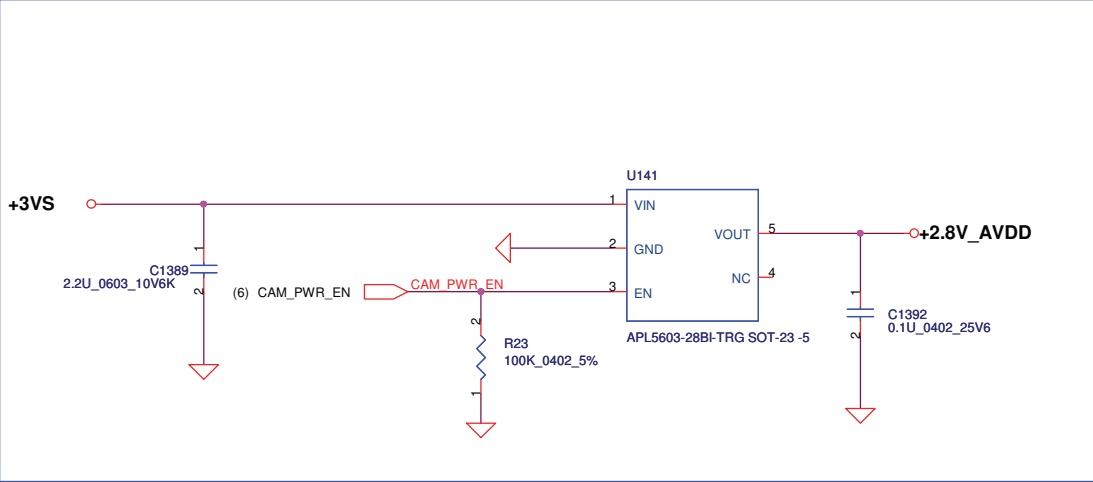 U141
+3VS
1
VIN
2
GND
3
EN
VOUT
5
+2.8V_AVDD
NC
4
1
C1389
2.2U_0603_10V6K
2
(6) CAM_PWR_EN
CAM_PWR_EN
2
R23
100K_0402_5%
1
APL5603-28BI-TRG SOT-23 -5
1
C1392
0.1U_0402_25V6
2